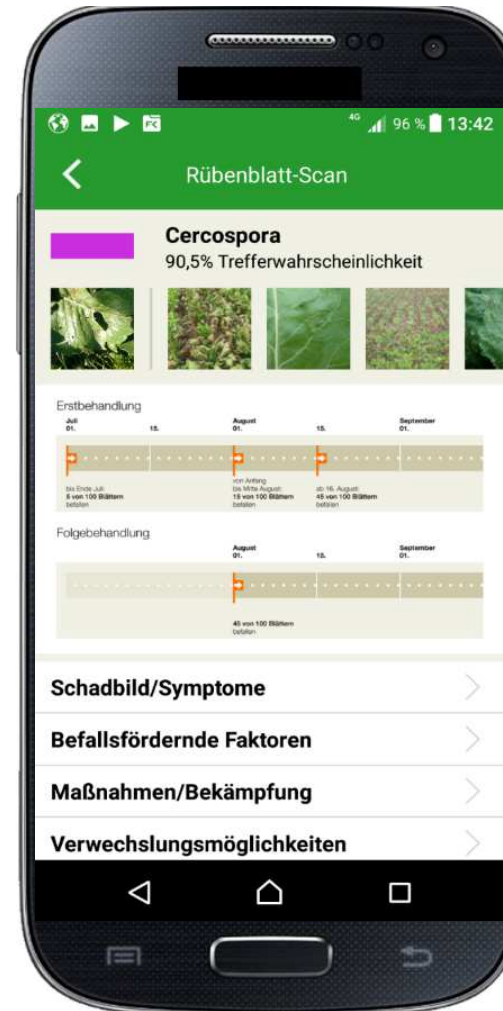 4G 96 % 13:42
Rübenblatt-Scan
Cercospora
90,5% Trefferwahrscheinlichkeit
Erstbehandlung
Juli August September
01. 15. 01. 15. 01.
bis Ende Juli
5 von 100 Blättern
befallen
von Anfang
bis Mitte August
15 von 100 Blättern
befallen
ab 16. August
45 von 100 Blättern
befallen
Folgebehandlung
August September
01. 15. 01.
45 von 100 Blättern
befallen
Schadbild/Symptome
Befallsfördernde Faktoren
Maßnahmen/Bekämpfung
Verwechslungsmöglichkeiten